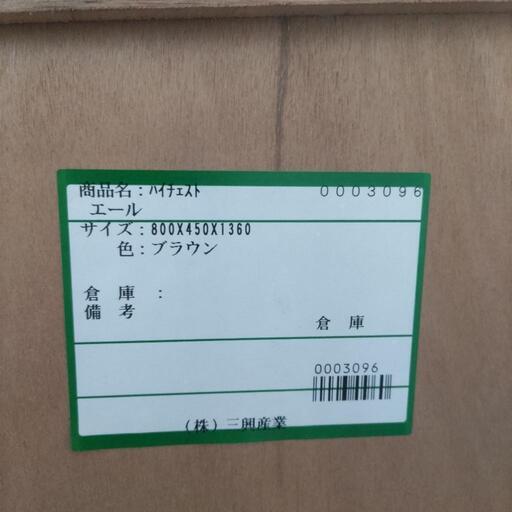 商品名:ﾊｲﾁｪｽﾄ 0003096
エール
サイズ:800X450X1360
色:ブラウン
倉庫 :
備考
倉 庫
0003096
(株)三興産業